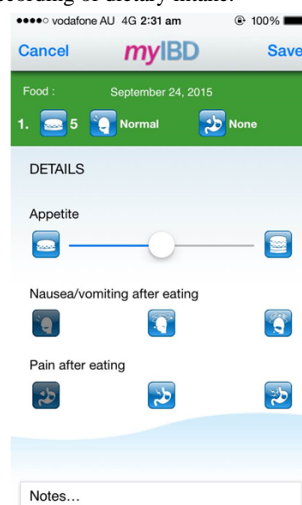 cording of dietary intake.
vodafone AU 4G 2:31 am 100%
Cancel myIBD Save
Food : September 24, 2015
1. 5 Normal None
DETAILS
Appetite
Nausea/vomiting after eating
Pain after eating
Notes...